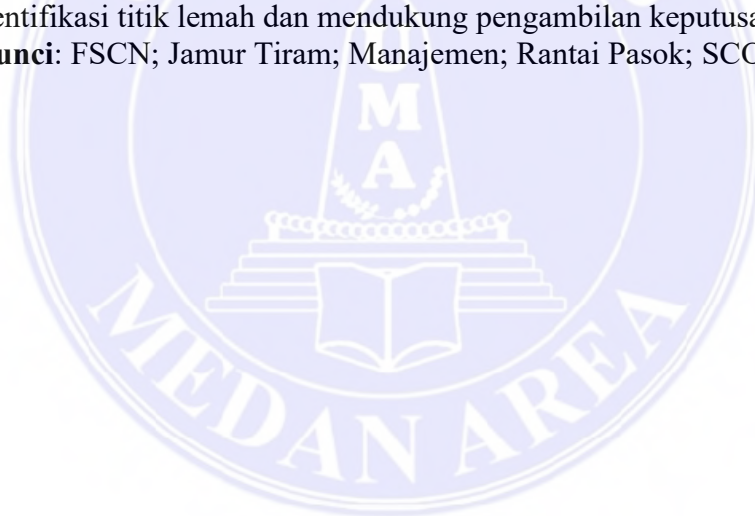 entifikasi titik lemah dan mendukung pengambilan keputusa
unci: FSCN; Jamur Tiram; Manajemen; Rantai Pasok; SCO
M
A
MEDAN AREA